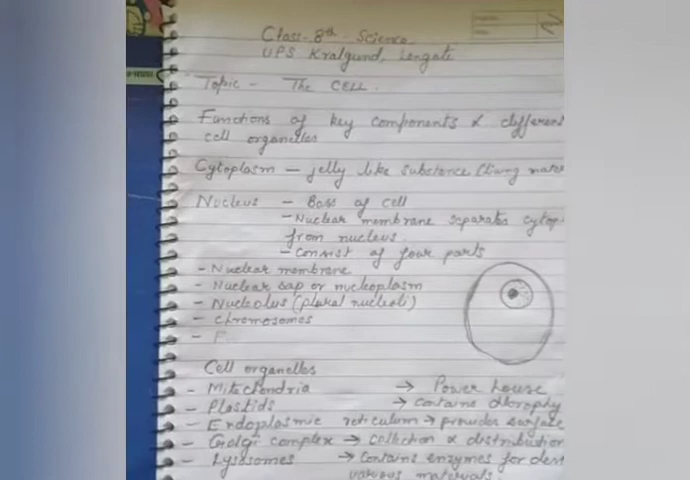 Class- 8th Science
UPS Kralgund, Langate
Topic - The CELL.
Functions of key components & different
cell organelles
Cytoplasm - jelly like substance (living mater
Nucleus - Boss of cell
- Nuclear membrane separates cytop
from nucleus.
- Consist of four parts
- Nuclear membrane
- Nuclear sap or nucleoplasm
- Nucleolus (plural nucleoli)
- Chromosomes
- F
Cell organelles
- Mitochondria → Power house
- Plastids → contains chlorophy
- Endoplasmic reticulum → provides surface
- Golgi complex → collection & distribution
- Lysosomes → contains enzymes for dest
various materials.